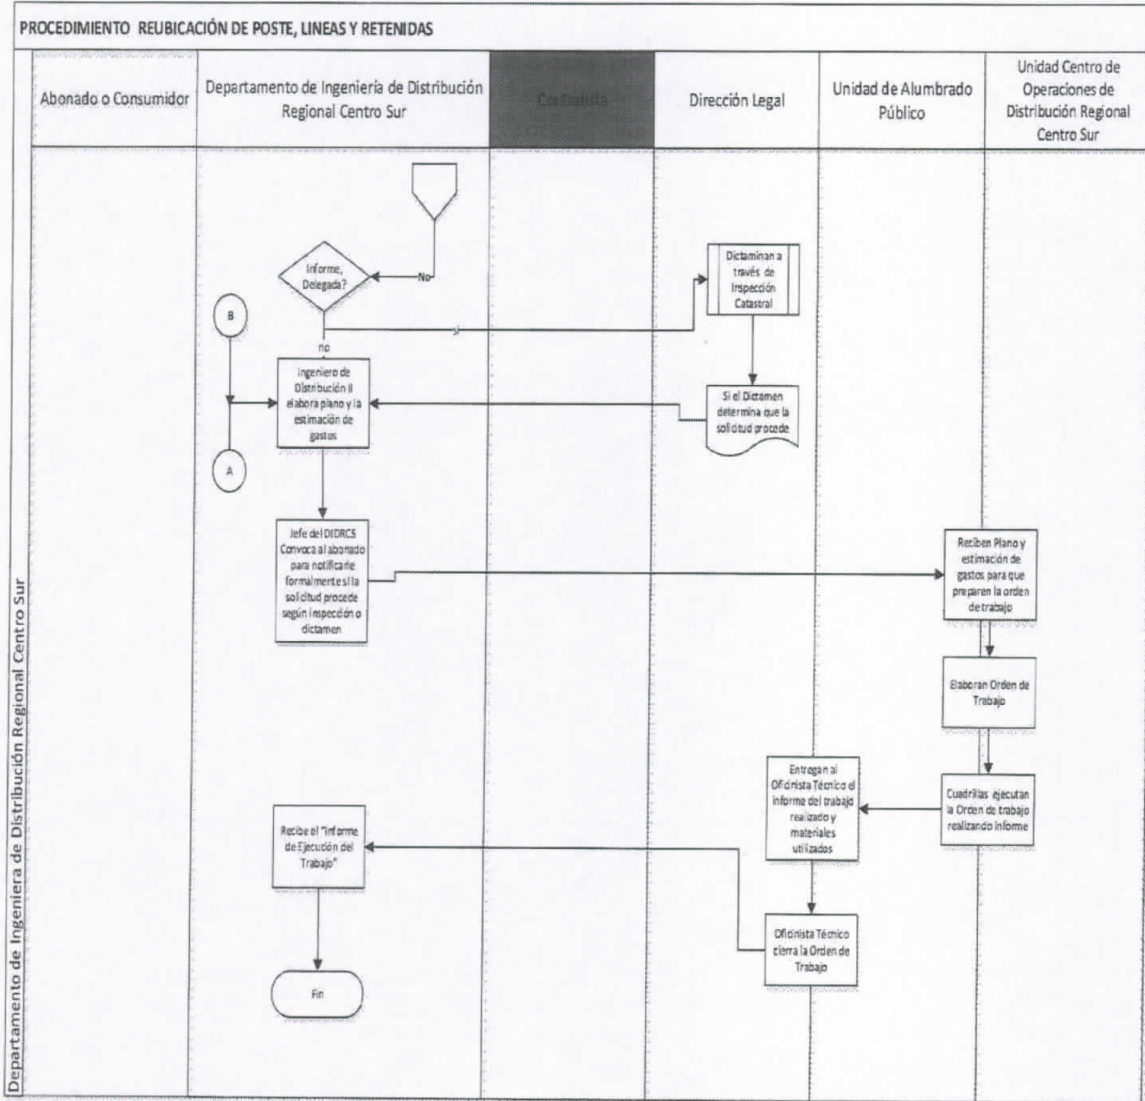 PROCEDIMIENTO REUBICACIÓN DE POSTE, LINEAS Y RETENIDAS
Departamento de Ingeniera de Distribución Regional Centro Sur
Abonado o Consumidor
Departamento de Ingeniería de Distribución
Regional Centro Sur
Contratista
Dirección Legal
Unidad de Alumbrado
Público
Unidad Centro de
Operaciones de
Distribución Regional
Centro Sur
Informe,
Delegada?
No
Dictaminan a
través de
Inspección
Catastral
B
si
no
Ingeniero de
Distribución II
elabora plano y la
estimación de
gastos
Si el Dictamen
determina que la
solicitud procede
A
Jefe del DIDRCS
Convoca al abonado
para notificarle
formalmente si la
solicitud procede
según inspección o
dictamen
Reciben Plano y
estimación de
gastos para que
preparen la orden
de trabajo
Elaboran Orden de
Trabajo
Cuadrillas ejecutan
la Orden de trabajo
realizando informe
Entregan al
Oficinista Técnico el
informe del trabajo
realizado y
materiales
utilizados
Recibe el "Informe
de Ejecución del
Trabajo"
Oficinista Técnico
cierra la Orden de
Trabajo
Fin